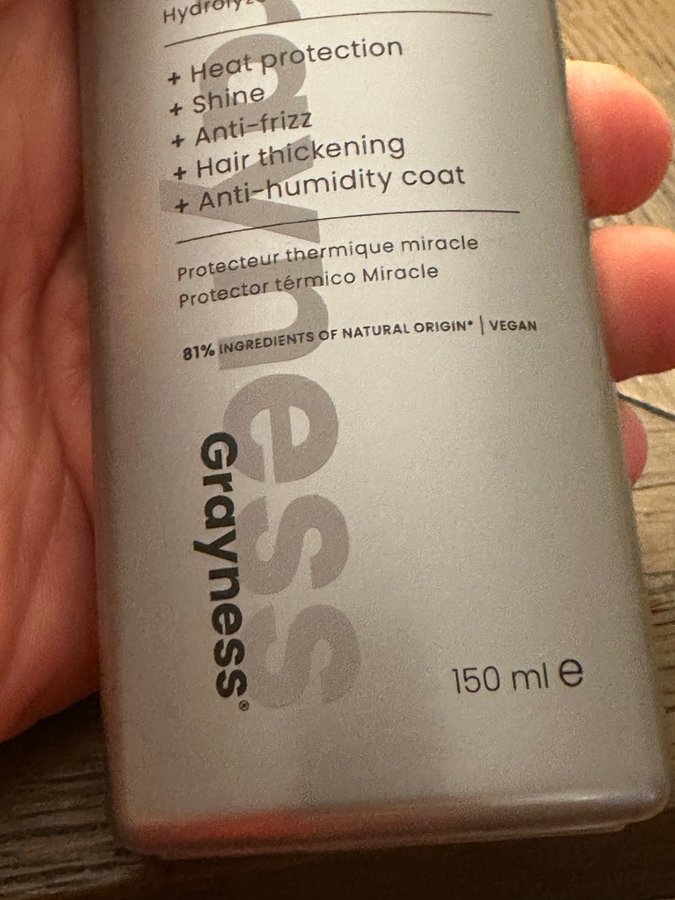 + Heat protection
+ Shine
+ Anti-frizz
+ Hair thickening
+ Anti-humidity coat
Protecteur thermique miracle
Protector térmico Miracle
81% INGREDIENTS OF NATURAL ORIGIN* | VEGAN
Grayness®
rayness
150 ml e